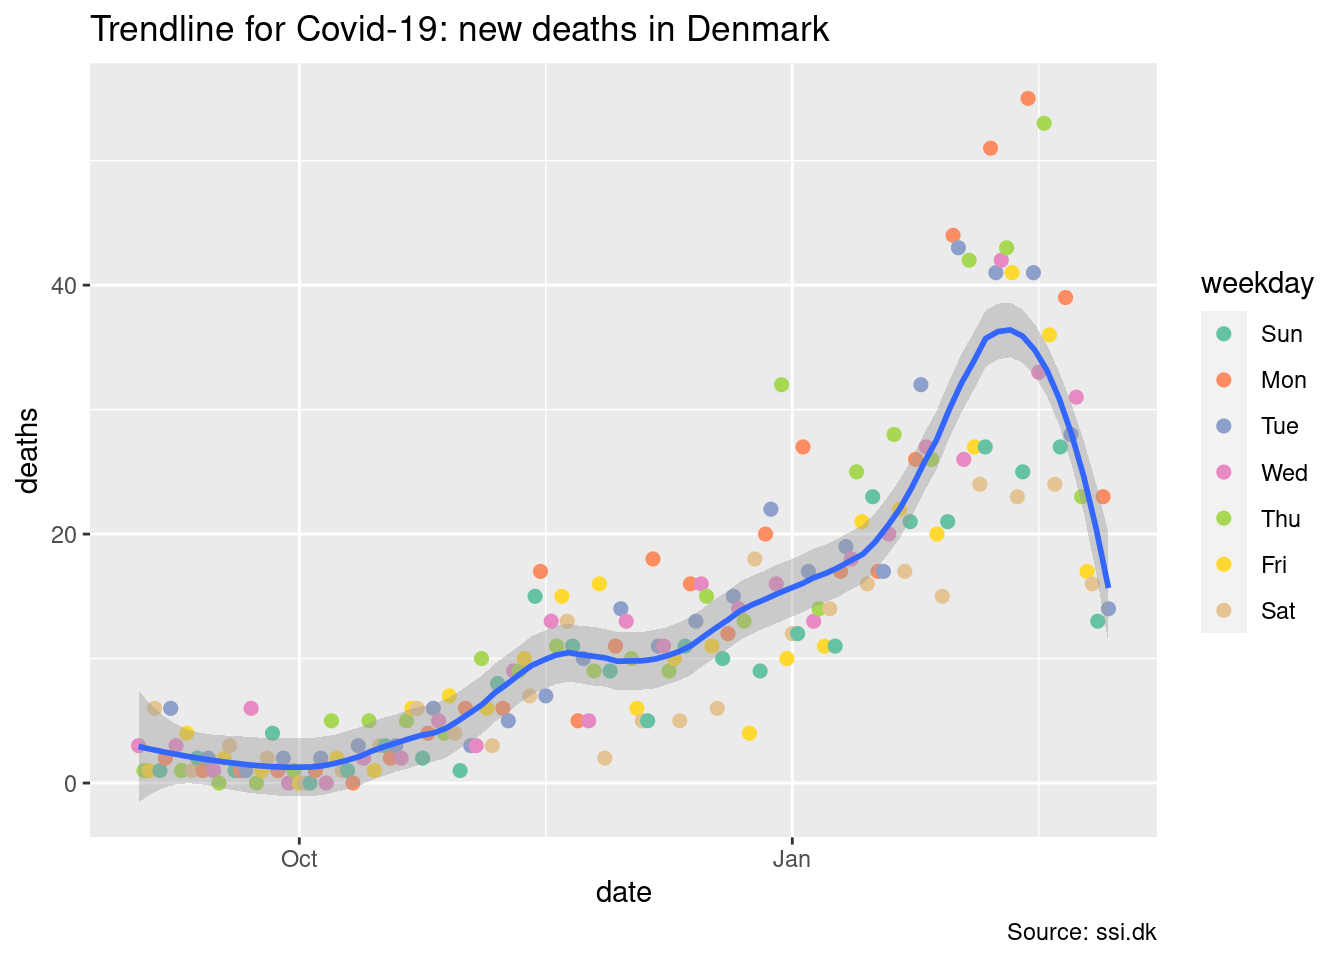 Trendline for Covid-19: new deaths in Denmark
deaths
40
20
0
Oct
Jan
date
weekday
Sun
Mon
Tue
Wed
Thu
Fri
Sat
Source: ssi.dk